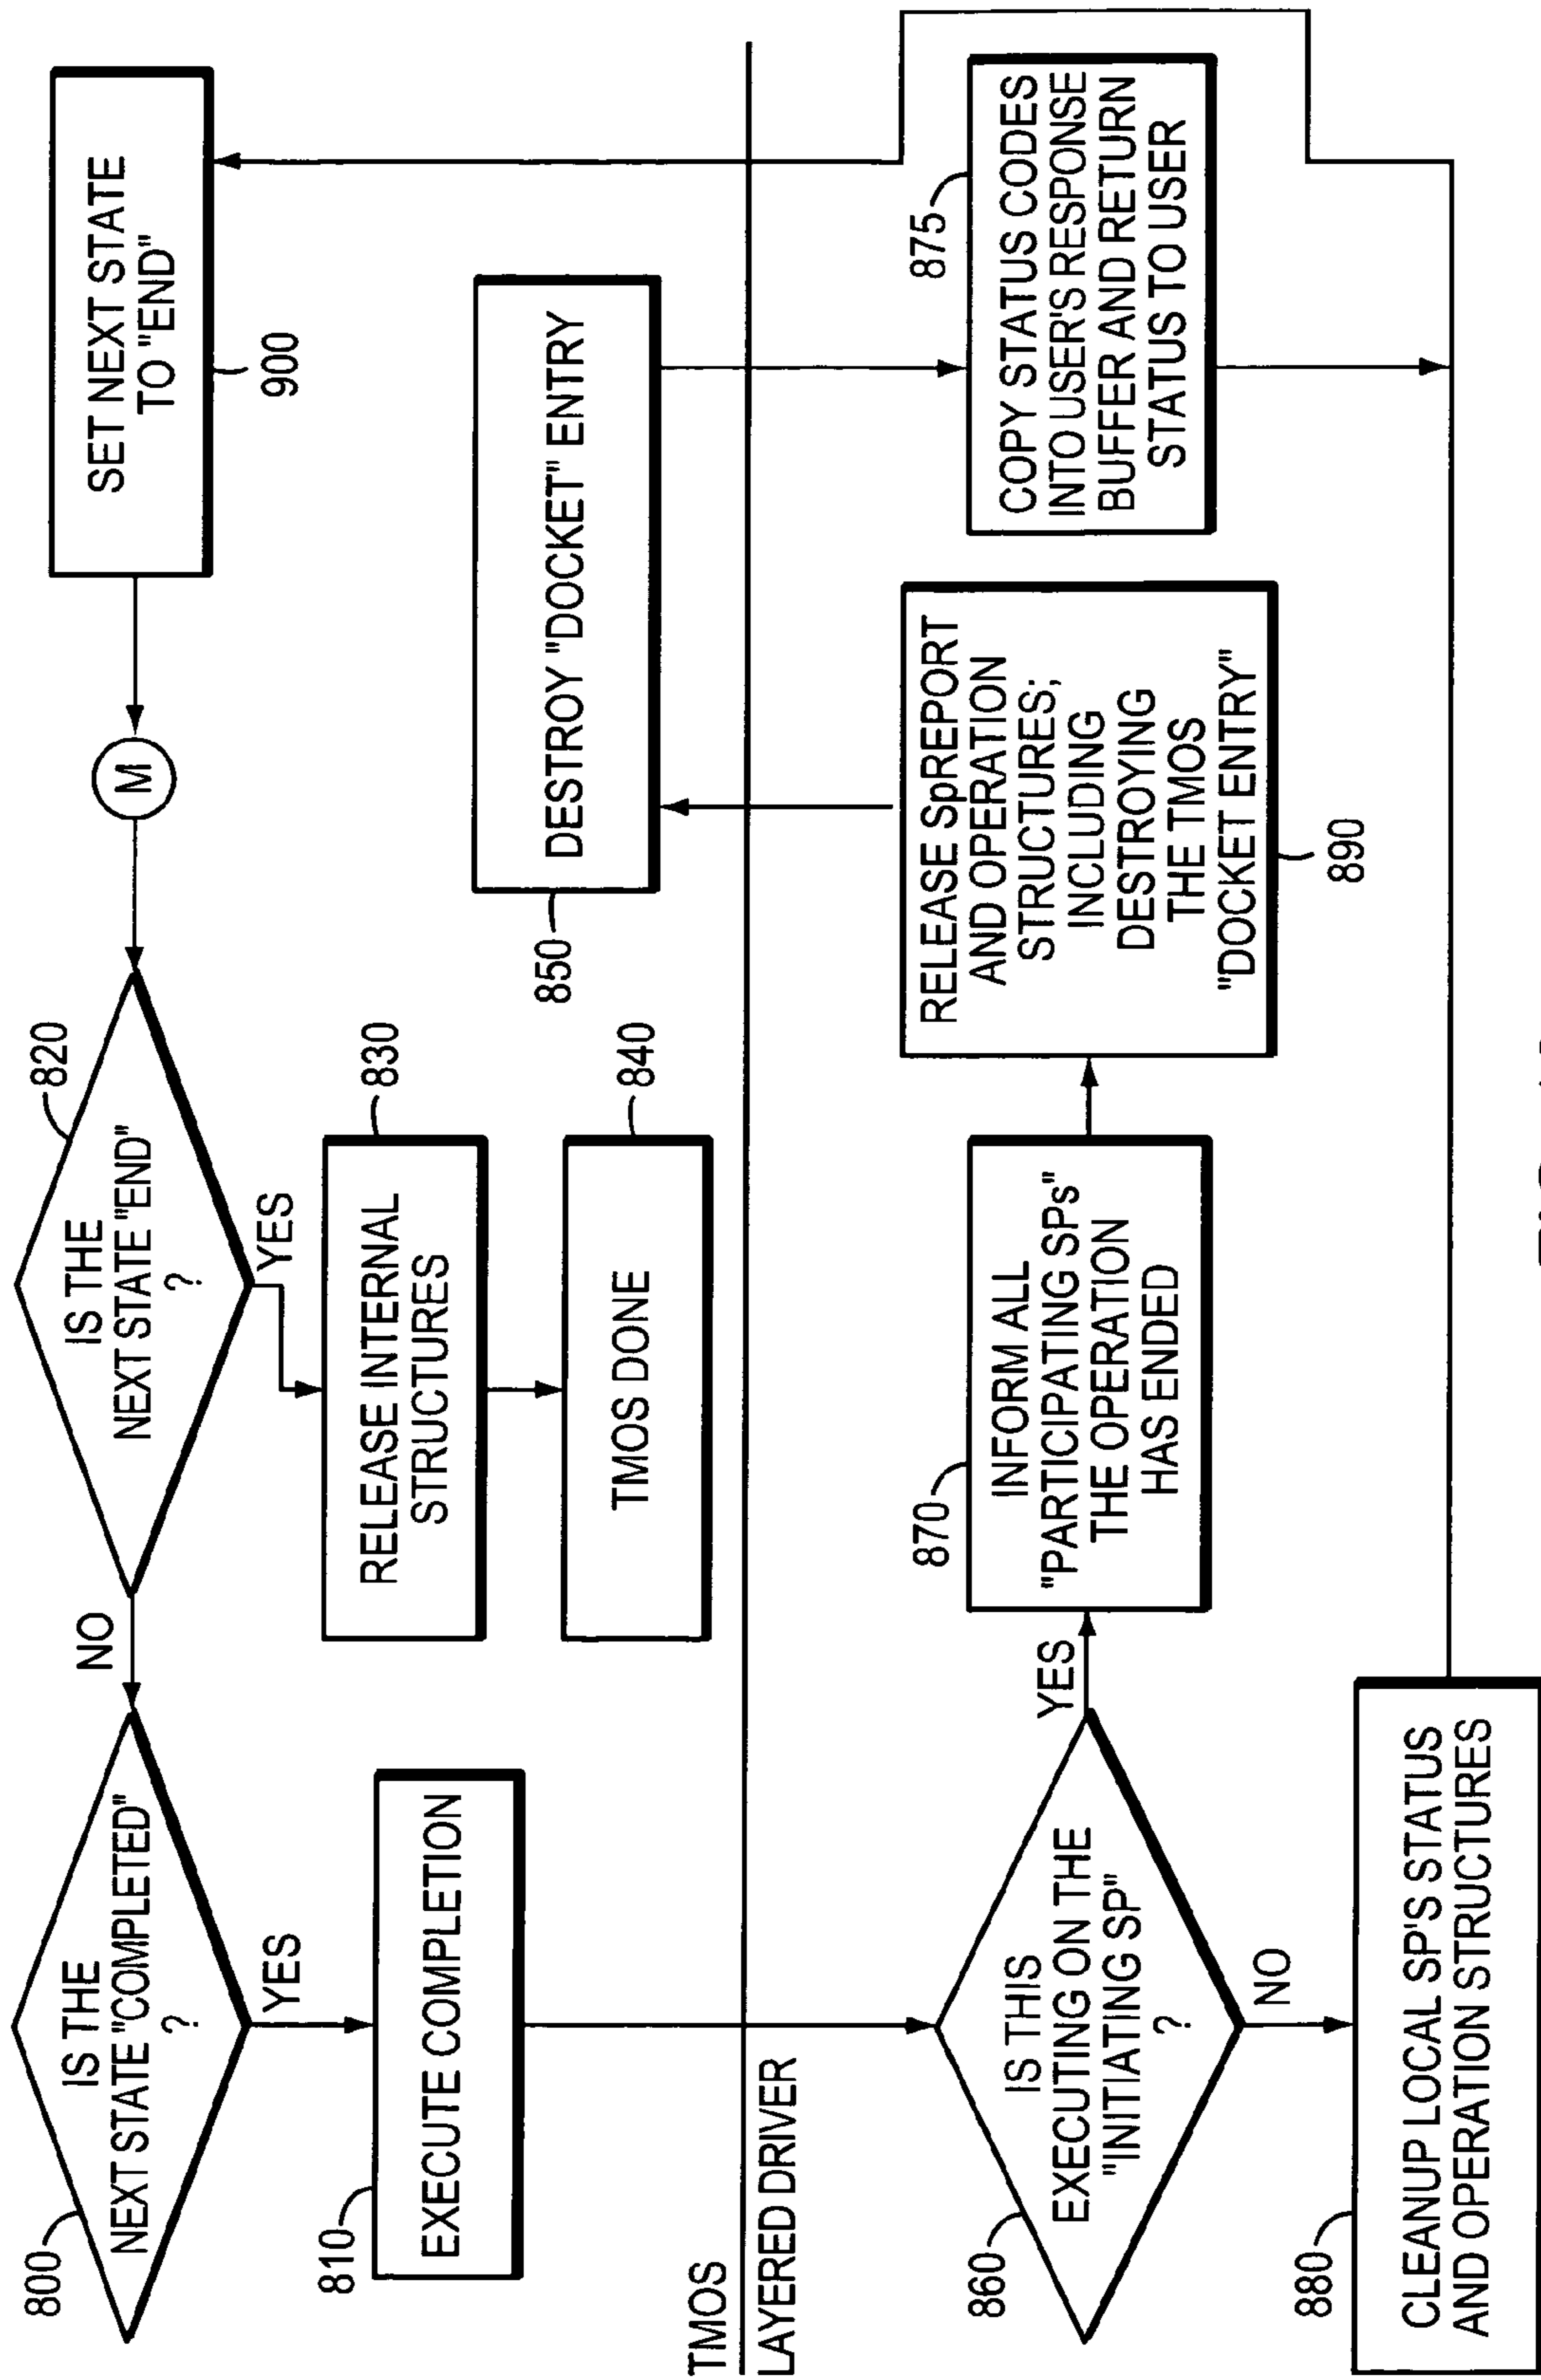 800
IS THE
NEXT STATE "COMPLETED"
?
NO
YES
810
EXECUTE COMPLETION
820
IS THE
NEXT STATE "END"
?
YES
830
RELEASE INTERNAL
STRUCTURES
840
TMOS DONE
M
SET NEXT STATE
TO "END"
900
850
DESTROY "DOCKET" ENTRY
TMOS
LAYERED DRIVER
860
IS THIS
EXECUTING ON THE
"INITIATING SP"
?
YES
NO
870
INFORM ALL
"PARTICIPATING SPs"
THE OPERATION
HAS ENDED
RELEASE SpREPORT
AND OPERATION
STRUCTURES;
INCLUDING
DESTROYING
THE TMOS
"DOCKET ENTRY"
890
875
COPY STATUS CODES
INTO USER'S RESPONSE
BUFFER AND RETURN
STATUS TO USER
880
CLEANUP LOCAL SP'S STATUS
AND OPERATION STRUCTURES